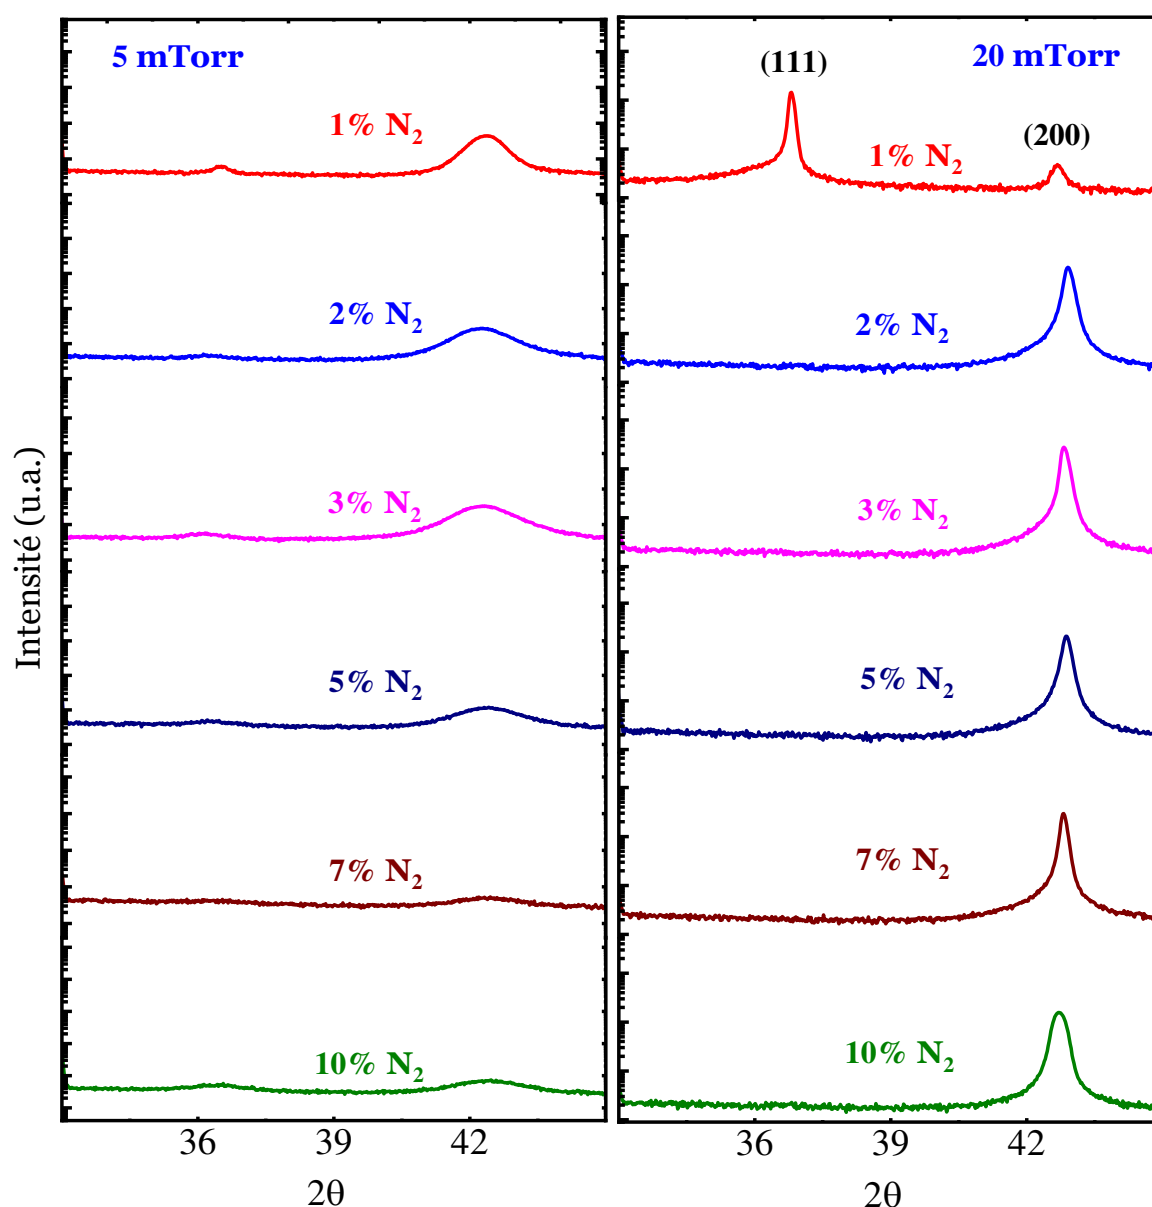 5 mTorr
1% N₂
2% N₂
3% N₂
5% N₂
7% N₂
10% N₂
36 39 42
2θ
Intensité (u.a.)
20 mTorr
(111)
(200)
1% N₂
2% N₂
3% N₂
5% N₂
7% N₂
10% N₂
36 39 42
2θ